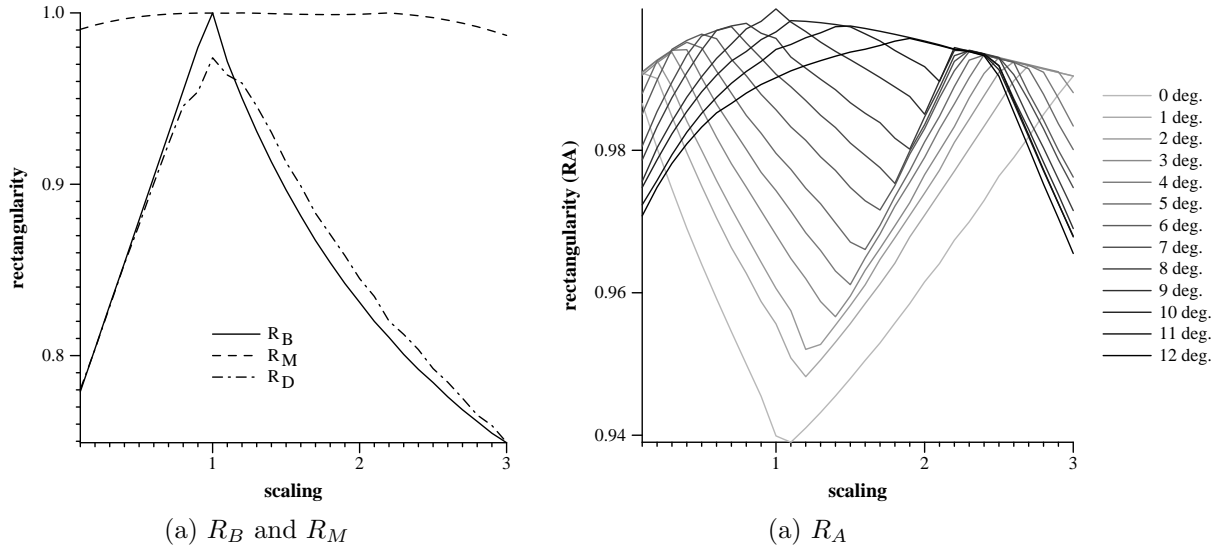 1.0
0.9
0.8
rectangularity
R_B
R_M
R_D
1
2
3
scaling
(a) R_B and R_M
0.98
0.96
0.94
rectangularity (RA)
1
2
3
scaling
0 deg.
1 deg.
2 deg.
3 deg.
4 deg.
5 deg.
6 deg.
7 deg.
8 deg.
9 deg.
10 deg.
11 deg.
12 deg.
(a) R_A